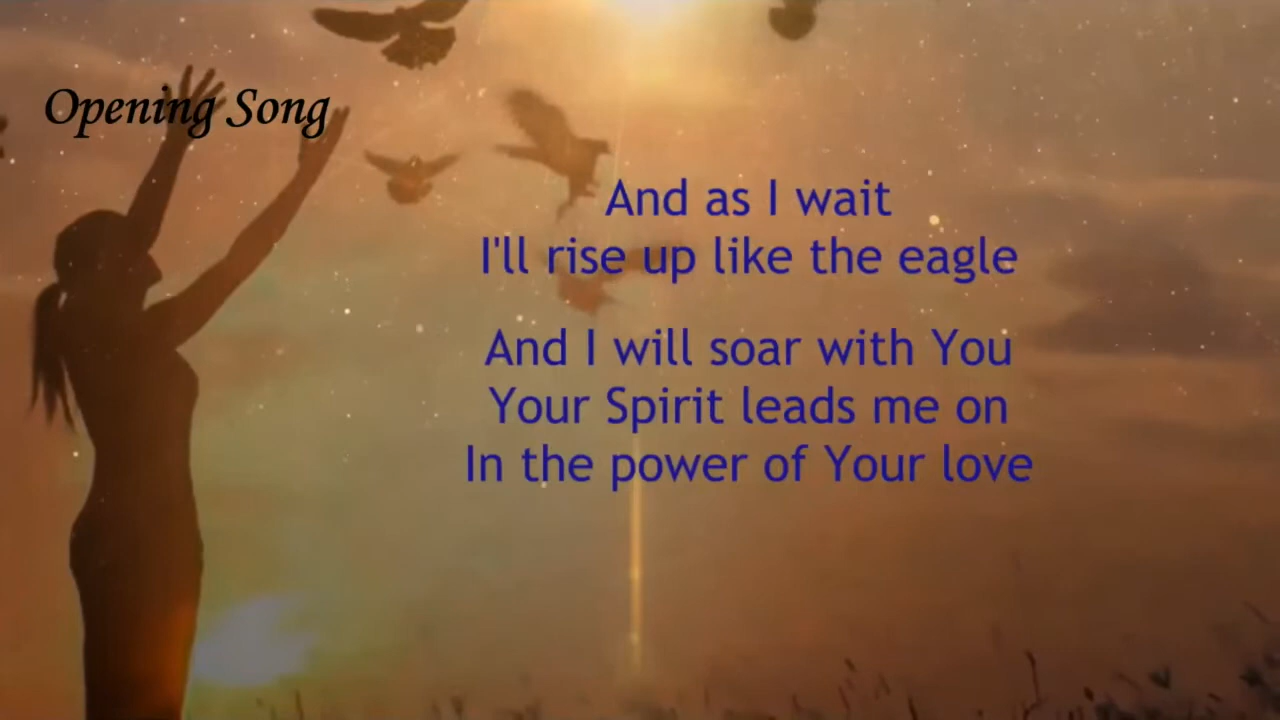 Opening Song
And as I wait
I'll rise up like the eagle
And I will soar with You
Your Spirit leads me on
In the power of Your love